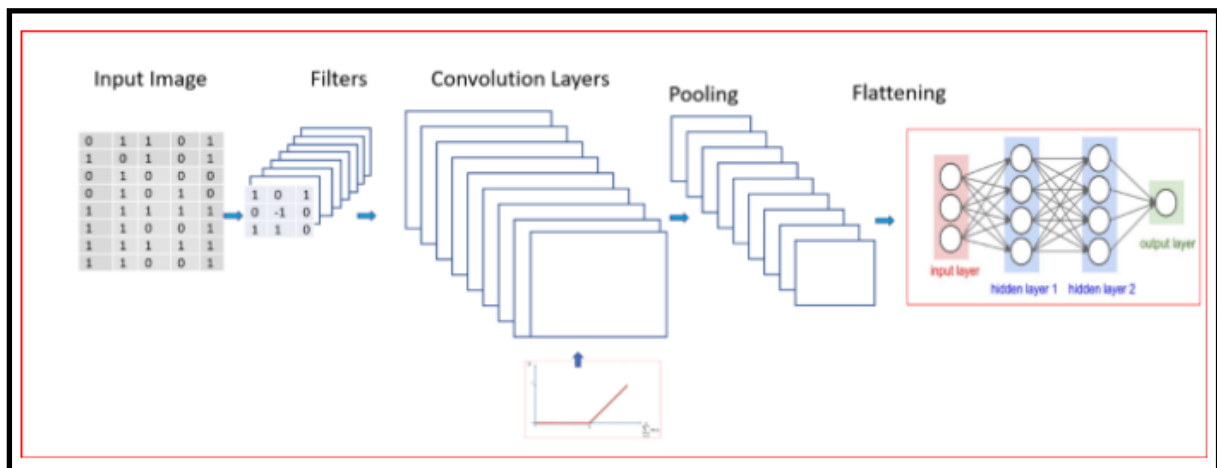 Input Image
Filters
Convolution Layers
Pooling
Flattening
0 1 1 0 1
1 0 1 0 1
0 1 0 0 0
0 1 0 1 0
1 1 1 1 1
1 1 0 0 1
1 1 1 1 1
1 1 0 0 1
1 0 1
0 -1 0
1 1 0
input layer
hidden layer 1
hidden layer 2
output layer